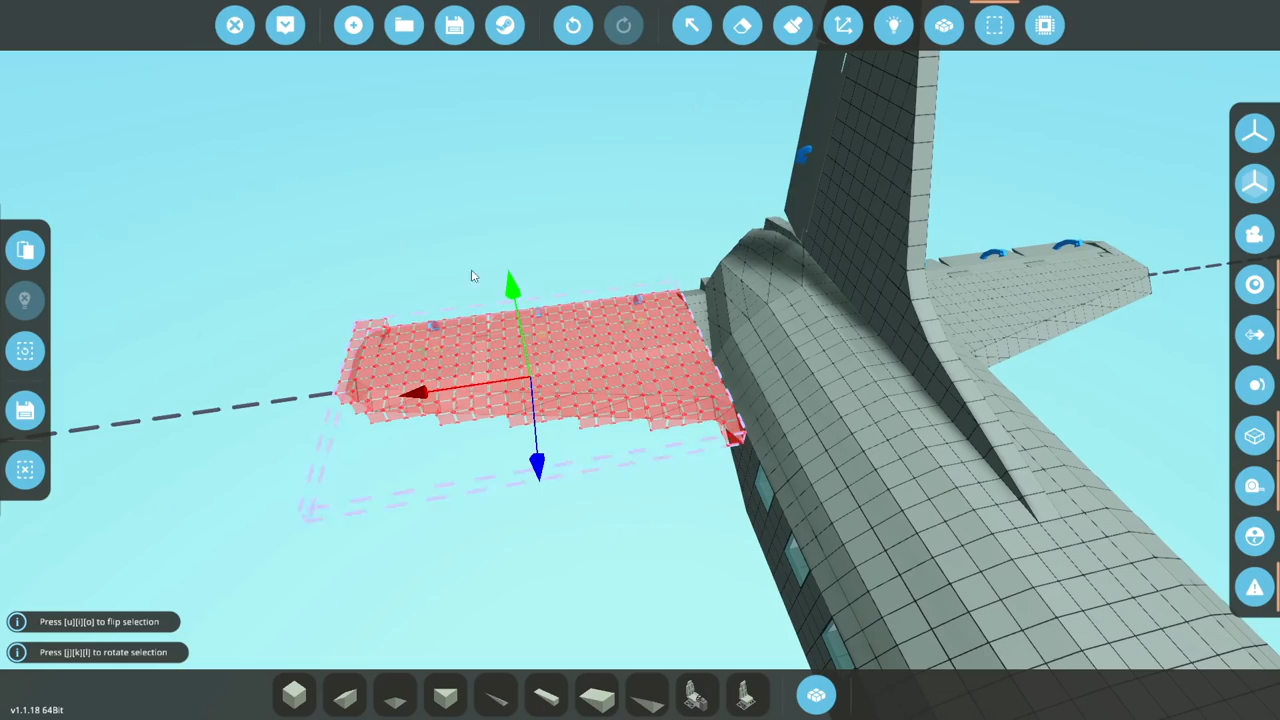 Press [u][i][o] to flip selection
Press [j][k][l] to rotate selection
v1.1.18 64Bit